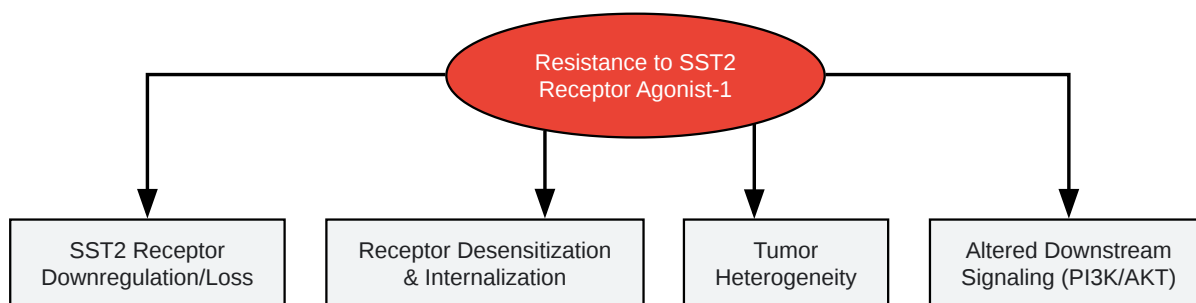 Resistance to SST2
Receptor Agonist-1
SST2 Receptor
Downregulation/Loss
Receptor Desensitization
& Internalization
Tumor
Heterogeneity
Altered Downstream
Signaling (PI3K/AKT)